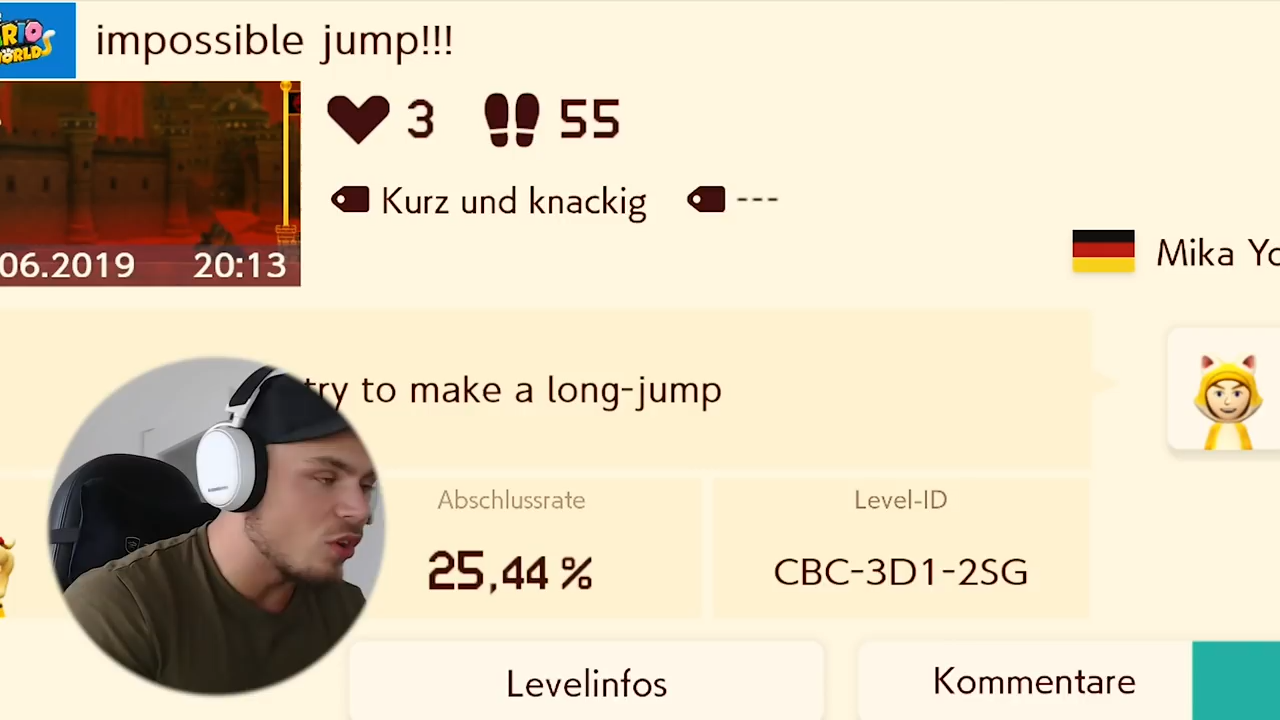 impossible jump!!!
3 55
Kurz und knackig ---
06.2019 20:13
Mika
try to make a long-jump
Abschlussrate
25,44 %
Level-ID
CBC-3D1-2SG
Levelinfos
Kommentare